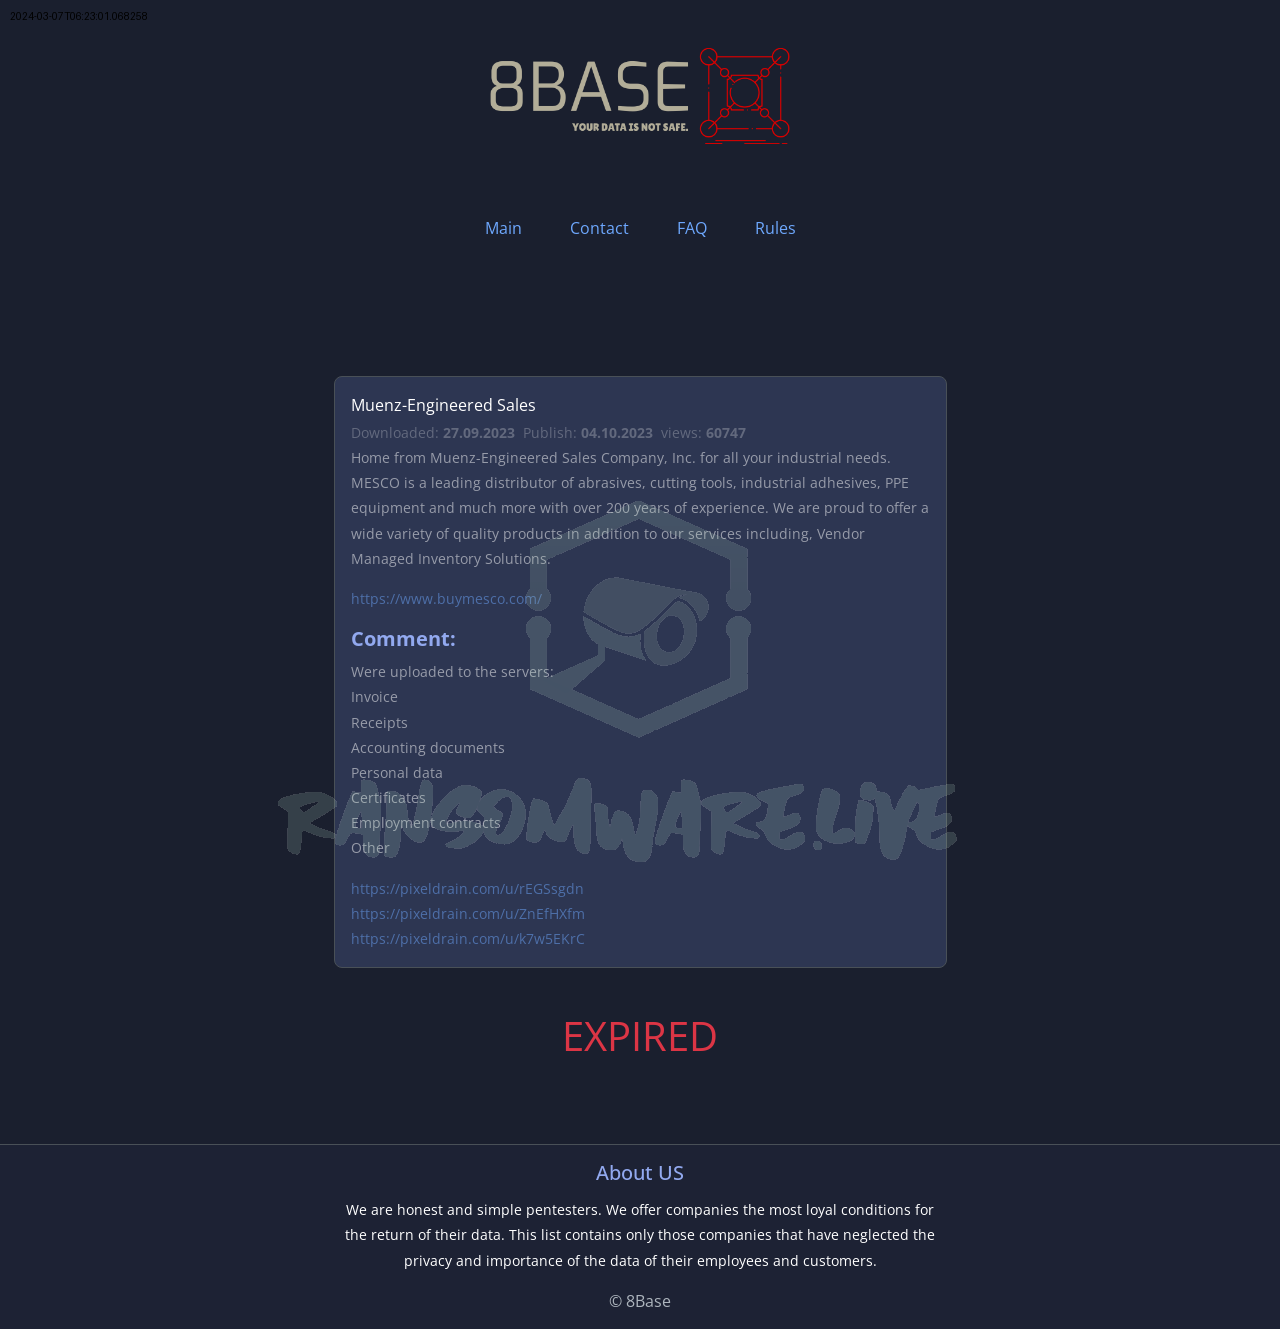 2024-03-07T06:23:01.068258
8BASE
YOUR DATA IS NOT SAFE.
Main Contact FAQ Rules
Muenz-Engineered Sales
Downloaded: 27.09.2023 Publish: 04.10.2023 views: 60747
Home from Muenz-Engineered Sales Company, Inc. for all your industrial needs.
MESCO is a leading distributor of abrasives, cutting tools, industrial adhesives, PPE
equipment and much more with over 200 years of experience. We are proud to offer a
wide variety of quality products in addition to our services including, Vendor
Managed Inventory Solutions.
https://www.buymesco.com/
Comment:
Were uploaded to the servers:
Invoice
Receipts
Accounting documents
Personal data
Certificates
RANSOMWARE.LIVE
Employment contracts
Other
https://pixeldrain.com/u/rEGSsgdn
https://pixeldrain.com/u/ZnEfHXfm
https://pixeldrain.com/u/k7w5EKrC
EXPIRED
About US
We are honest and simple pentesters. We offer companies the most loyal conditions for
the return of their data. This list contains only those companies that have neglected the
privacy and importance of the data of their employees and customers.
© 8Base